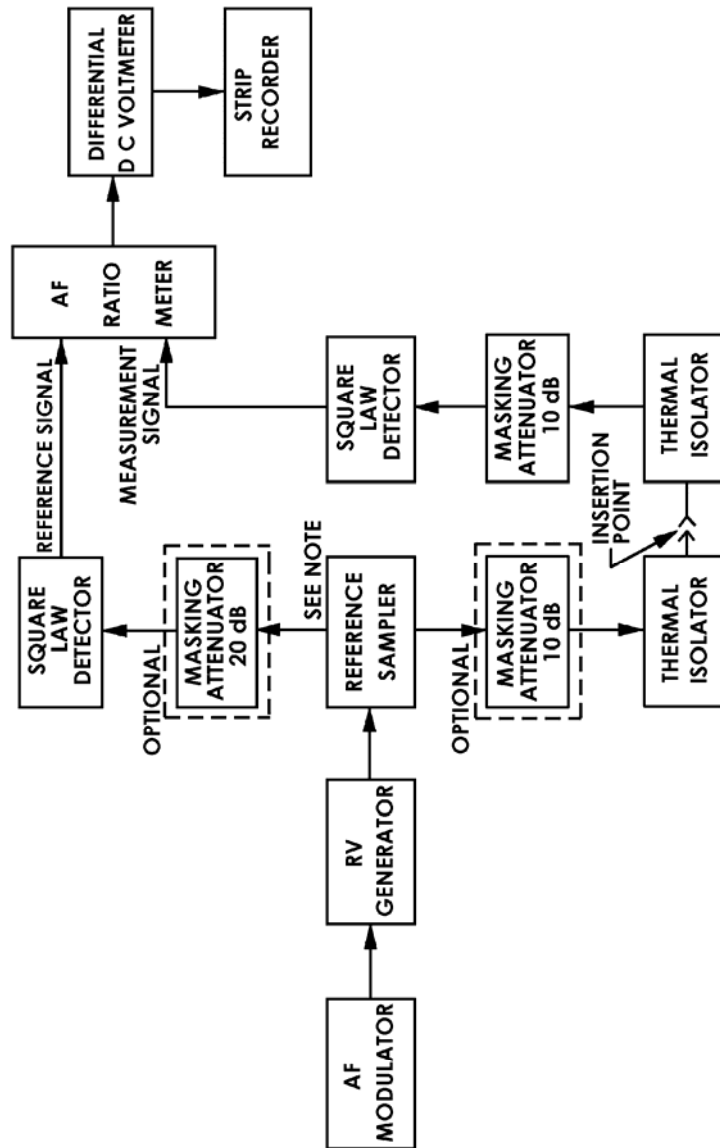 AF
MODULATOR
RV
GENERATOR
REFERENCE
SAMPLER
SEE NOTE
OPTIONAL
MASKING
ATTENUATOR
20 dB
SQUARE
LAW
DETECTOR
REFERENCE SIGNAL
OPTIONAL
MASKING
ATTENUATOR
10 dB
THERMAL
ISOLATOR
INSERTION
POINT
THERMAL
ISOLATOR
MASKING
ATTENUATOR
10 dB
SQUARE
LAW
DETECTOR
MEASUREMENT
SIGNAL
AF
RATIO
METER
DIFFERENTIAL
D C VOLTMETER
STRIP
RECORDER